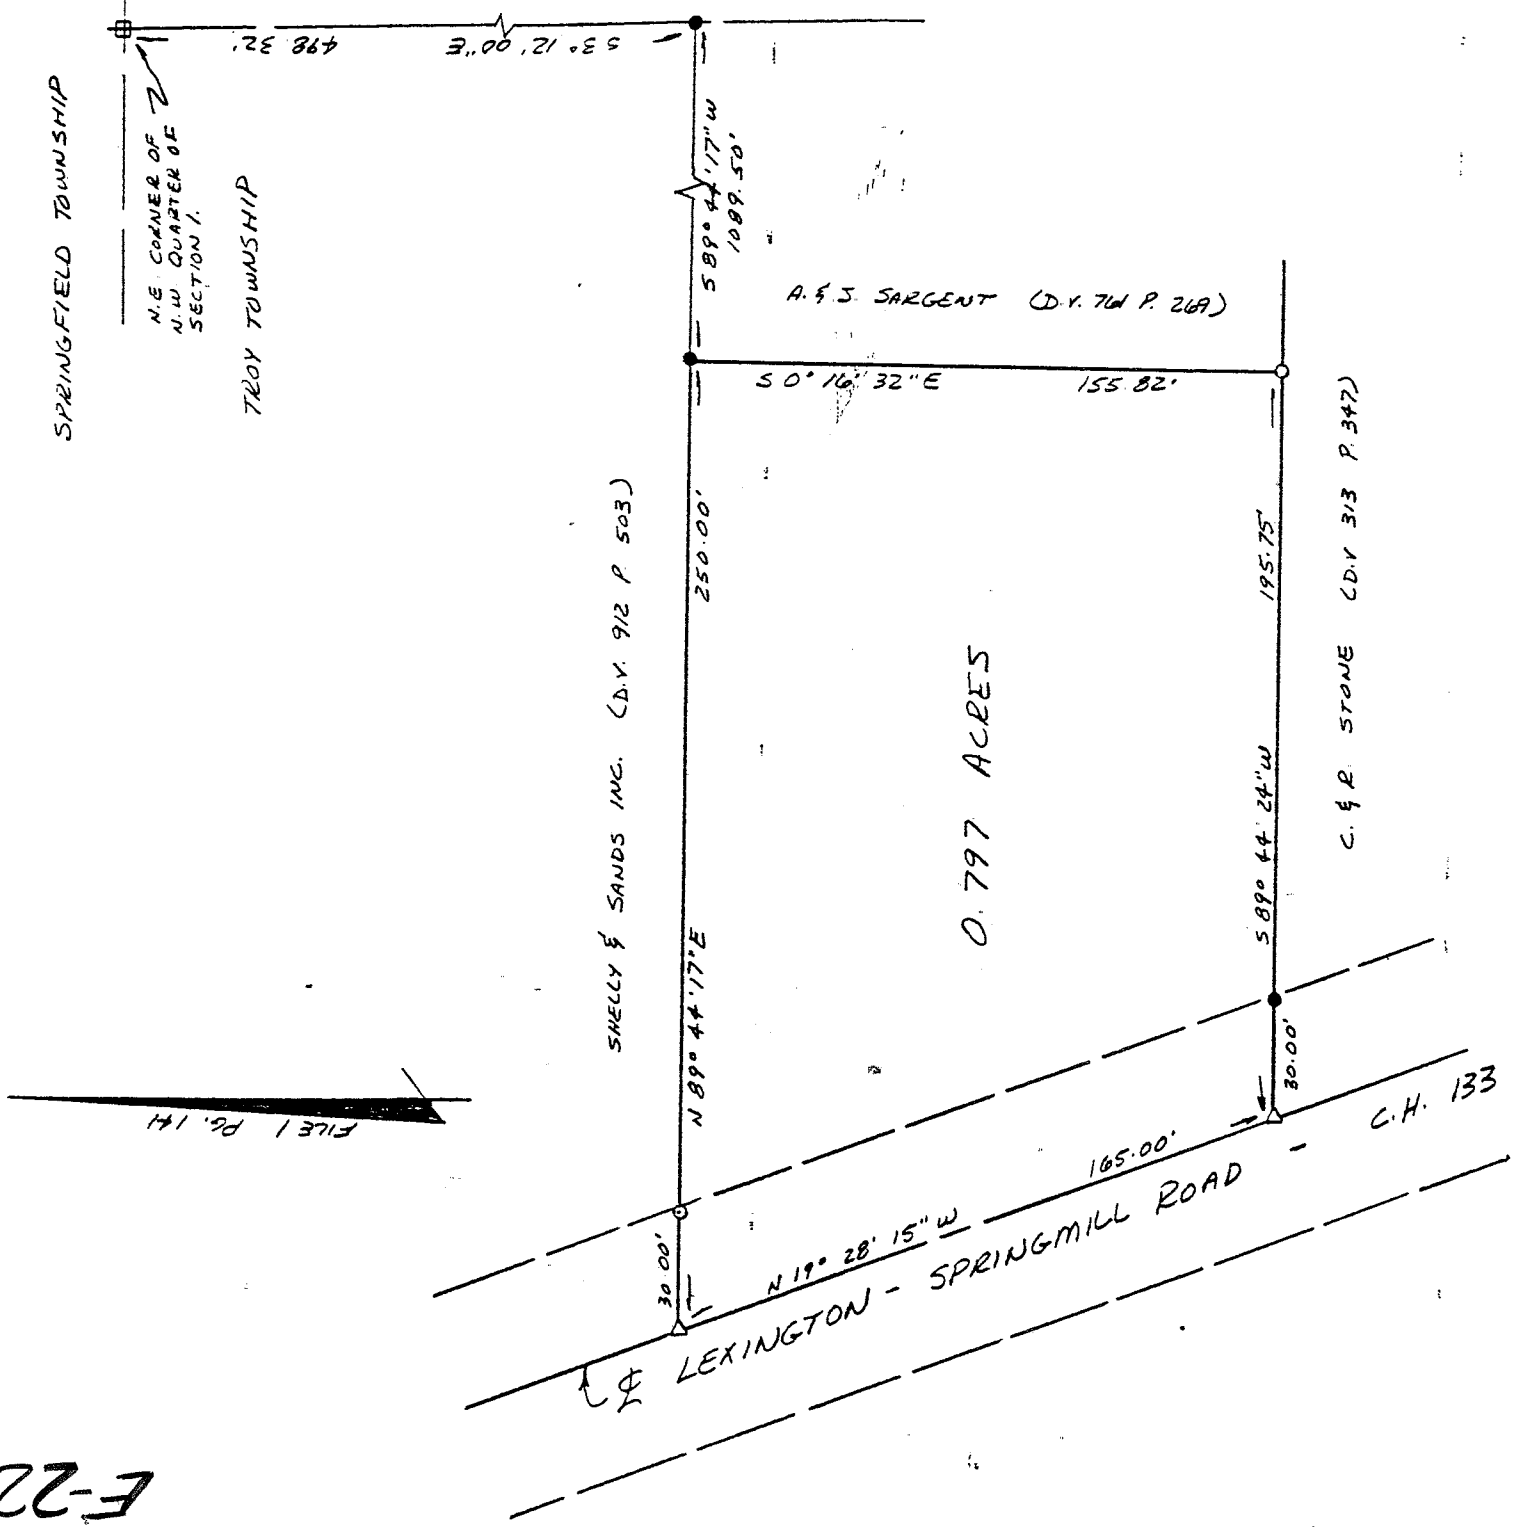 498.32'
S 3° 12' 00" E
SPRINGFIELD TOWNSHIP
N.E. CORNER OF
N.W. QUARTER OF
SECTION 1.
TROY TOWNSHIP
S 89° 44' 17" W
1089.50'
A. & J. SARGENT (D.V. 761 P. 269)
S 0° 16' 32" E 155.82'
SHELLY & SANDS INC. (D.V. 912 P. 503)
250.00'
N 89° 44' 17" E
0.797 ACRES
195.75'
S 89° 44' 24" W
C. & R. STONE (D.V. 313 P. 347)
30.00'
30.00'
N 19° 28' 15" W 165.00'
℄ LEXINGTON - SPRINGMILL ROAD - C.H. 133
FILE 1 PG. 141
E-22